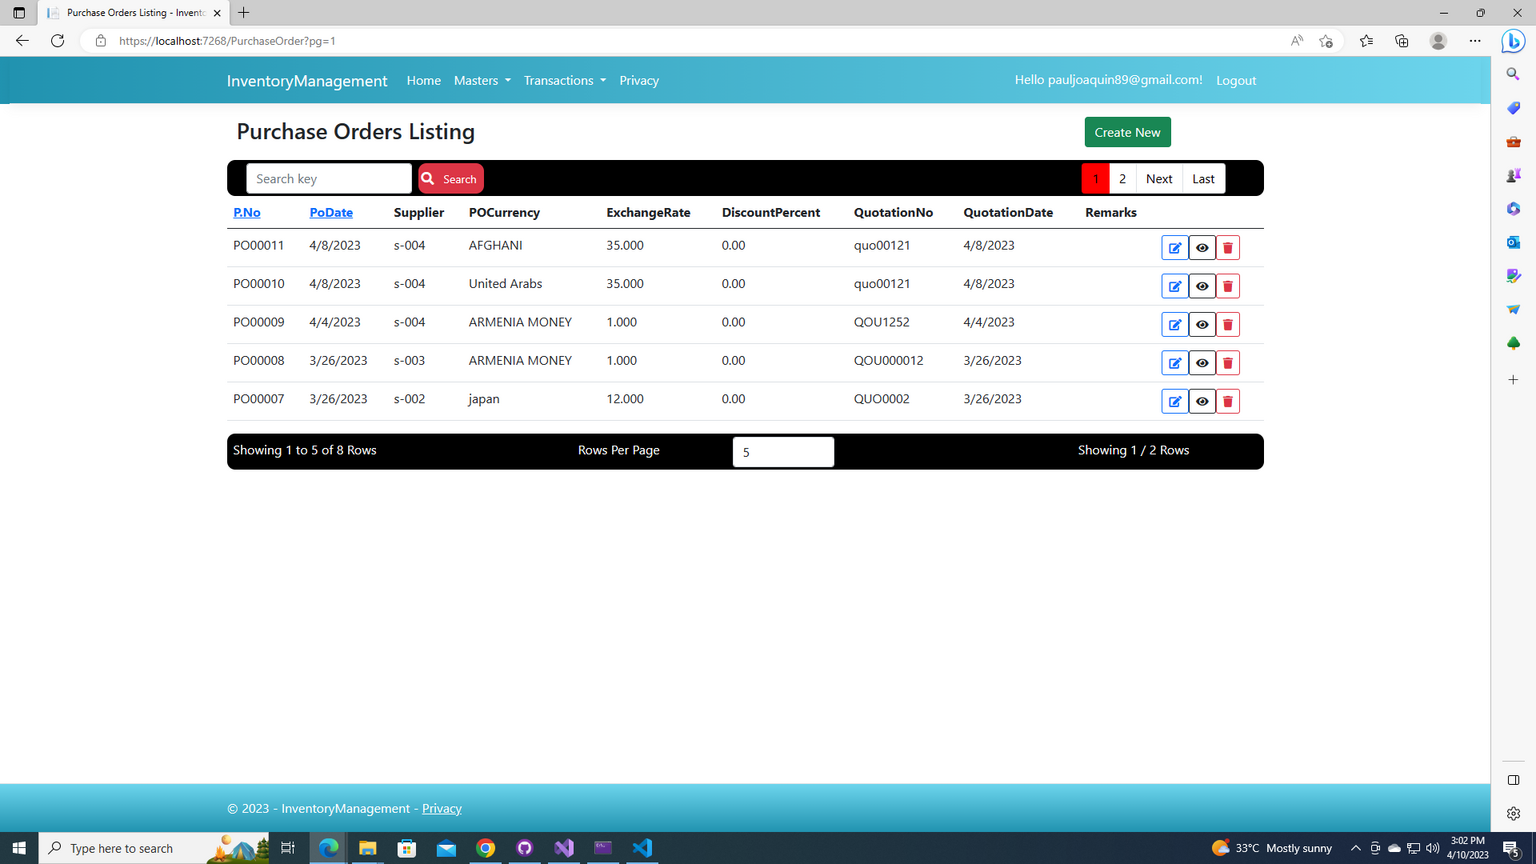 Purchase Orders Listing - Invento
https://localhost:7268/PurchaseOrder?pg=1
InventoryManagement Home Masters Transactions Privacy Hello pauljoaquin89@gmail.com! Logout
Purchase Orders Listing Create New
Search key Search 1 2 Next Last
P.No PoDate Supplier POCurrency ExchangeRate DiscountPercent QuotationNo QuotationDate Remarks
PO00011 4/8/2023 s-004 AFGHANI 35.000 0.00 quo00121 4/8/2023
PO00010 4/8/2023 s-004 United Arabs 35.000 0.00 quo00121 4/8/2023
PO00009 4/4/2023 s-004 ARMENIA MONEY 1.000 0.00 QOU1252 4/4/2023
PO00008 3/26/2023 s-003 ARMENIA MONEY 1.000 0.00 QOU000012 3/26/2023
PO00007 3/26/2023 s-002 japan 12.000 0.00 QUO0002 3/26/2023
Showing 1 to 5 of 8 Rows Rows Per Page 5 Showing 1 / 2 Rows
© 2023 - InventoryManagement - Privacy
Type here to search 33°C Mostly sunny 3:02 PM
4/10/2023 5